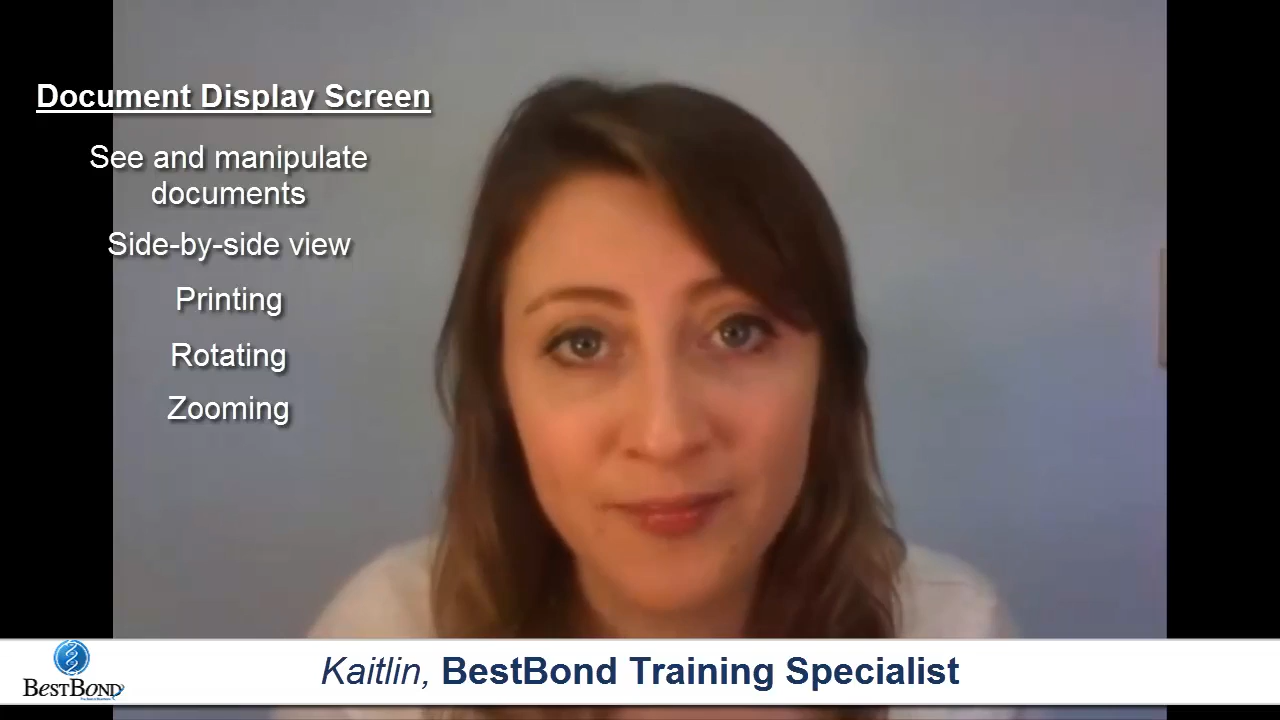 Document Display Screen
See and manipulate
documents
Side-by-side view
Printing
Rotating
Zooming
BESTBOND
Kaitlin, BestBond Training Specialist